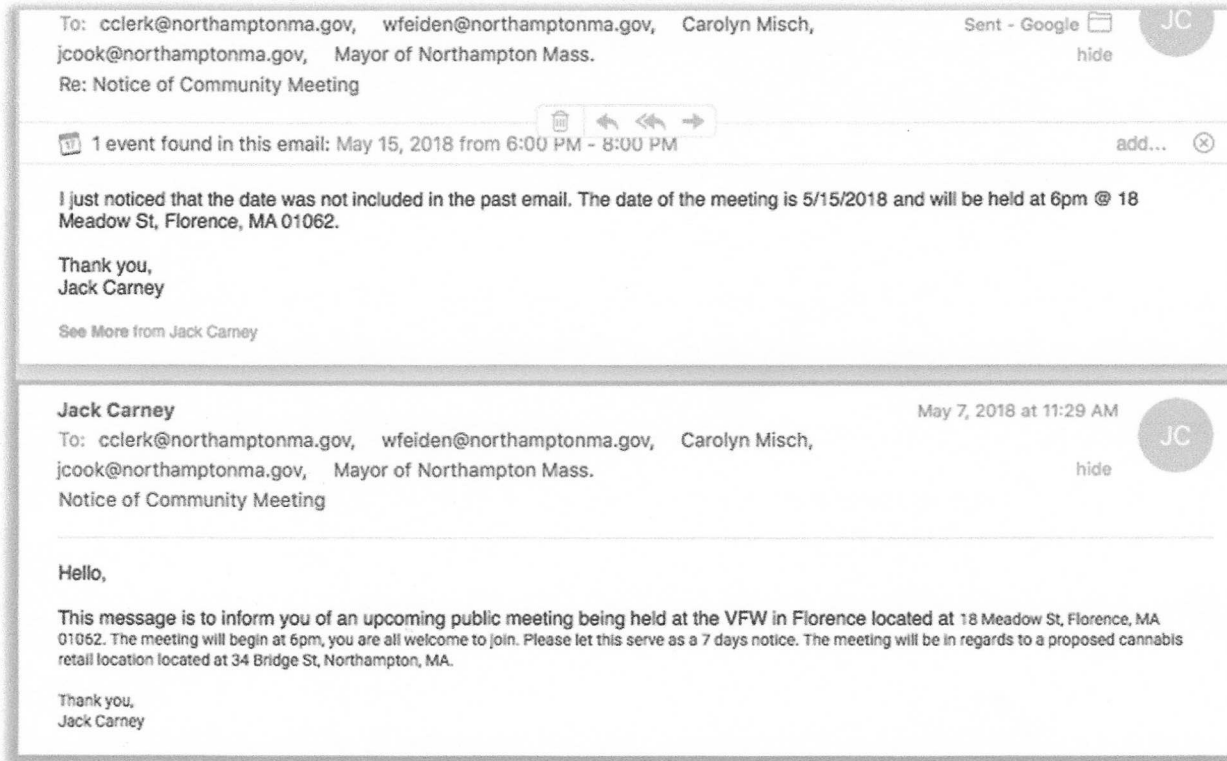 To: cclerk@northamptonma.gov, wfeiden@northamptonma.gov, Carolyn Misch,
Sent - Google
JC
jcook@northamptonma.gov, Mayor of Northampton Mass.
hide
Re: Notice of Community Meeting
17
1 event found in this email: May 15, 2018 from 6:00 PM - 8:00 PM
add...
I just noticed that the date was not included in the past email. The date of the meeting is 5/15/2018 and will be held at 6pm @ 18
Meadow St, Florence, MA 01062.
Thank you,
Jack Carney
See More from Jack Carney
Jack Carney
May 7, 2018 at 11:29 AM
JC
To: cclerk@northamptonma.gov, wfeiden@northamptonma.gov, Carolyn Misch,
jcook@northamptonma.gov, Mayor of Northampton Mass.
hide
Notice of Community Meeting
Hello,
This message is to inform you of an upcoming public meeting being held at the VFW in Florence located at 18 Meadow St, Florence, MA
01062. The meeting will begin at 6pm, you are all welcome to join. Please let this serve as a 7 days notice. The meeting will be in regards to a proposed cannabis
retail location located at 34 Bridge St, Northampton, MA.
Thank you,
Jack Carney